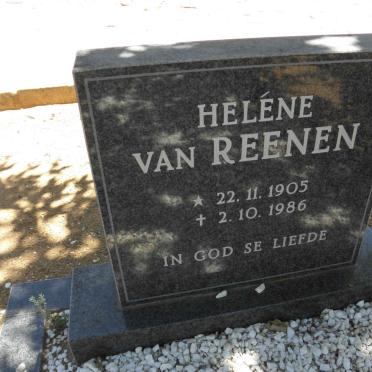 HELÉNE
VAN REENEN
★ 22.11.1905
✝ 2.10.1986
IN GOD SE LIEFDE